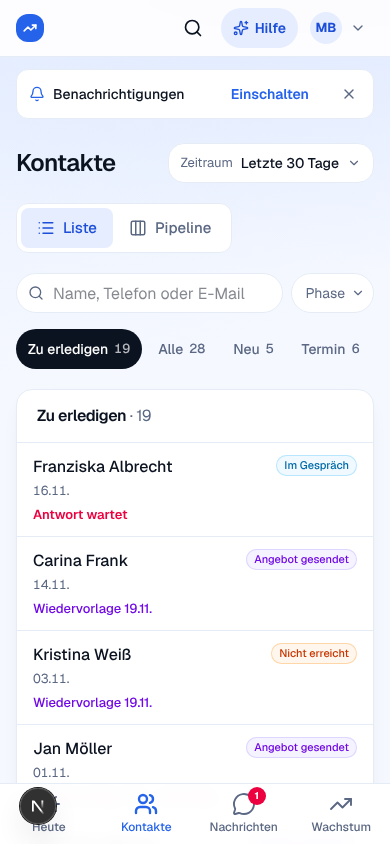 Hilfe
MB
Benachrichtigungen Einschalten
Kontakte
Zeitraum Letzte 30 Tage
Liste Pipeline
Name, Telefon oder E-Mail Phase
Zu erledigen 19 Alle 28 Neu 5 Termin 6
Zu erledigen · 19
Franziska Albrecht Im Gespräch
16.11.
Antwort wartet
Carina Frank Angebot gesendet
14.11.
Wiedervorlage 19.11.
Kristina Weiß Nicht erreicht
03.11.
Wiedervorlage 19.11.
Jan Möller Angebot gesendet
01.11.
N 1
Heute Kontakte Nachrichten Wachstum